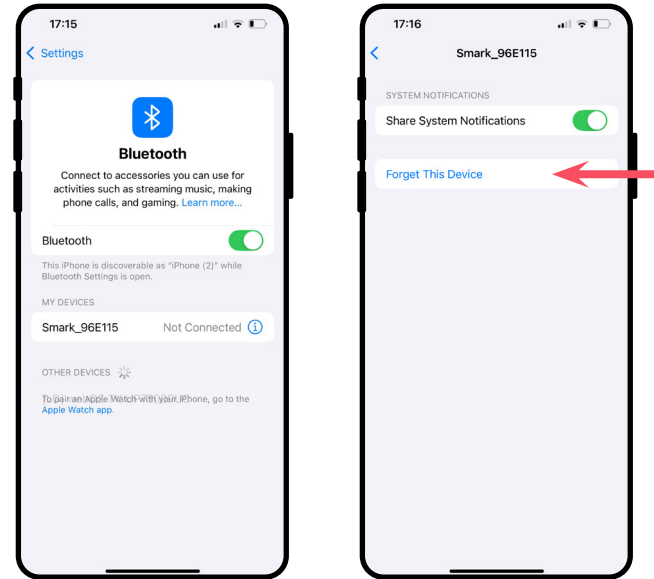 17:15
Settings
Bluetooth
Connect to accessories you can use for
activities such as streaming music, making
phone calls, and gaming. Learn more...
Bluetooth
This iPhone is discoverable as "iPhone (2)" while
Bluetooth Settings is open.
MY DEVICES
Smark_96E115 Not Connected
OTHER DEVICES
To pair an Apple Watch with your iPhone, go to the
Apple Watch app.
17:16
Smark_96E115
SYSTEM NOTIFICATIONS
Share System Notifications
Forget This Device